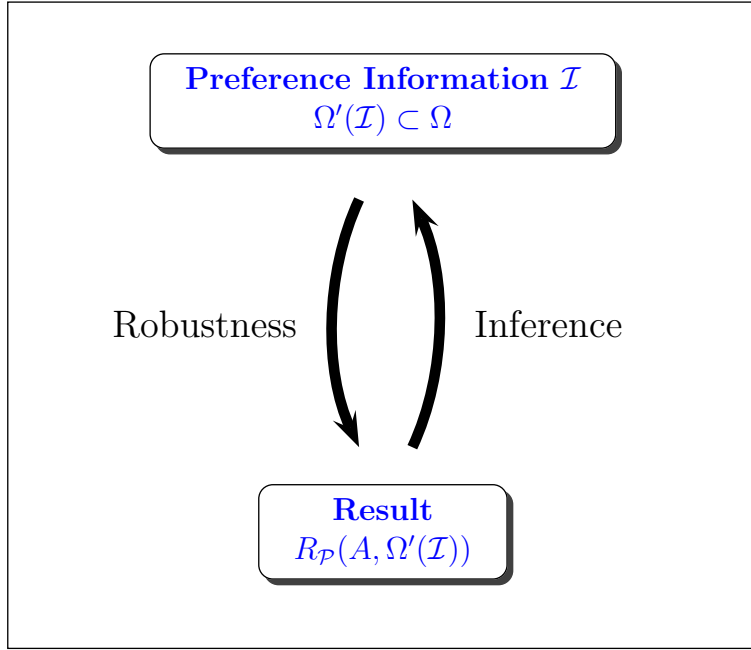 Preference Information ℐ
Ω′(ℐ) ⊂ Ω
Robustness
Inference
Result
R_𝒫(A, Ω′(ℐ))